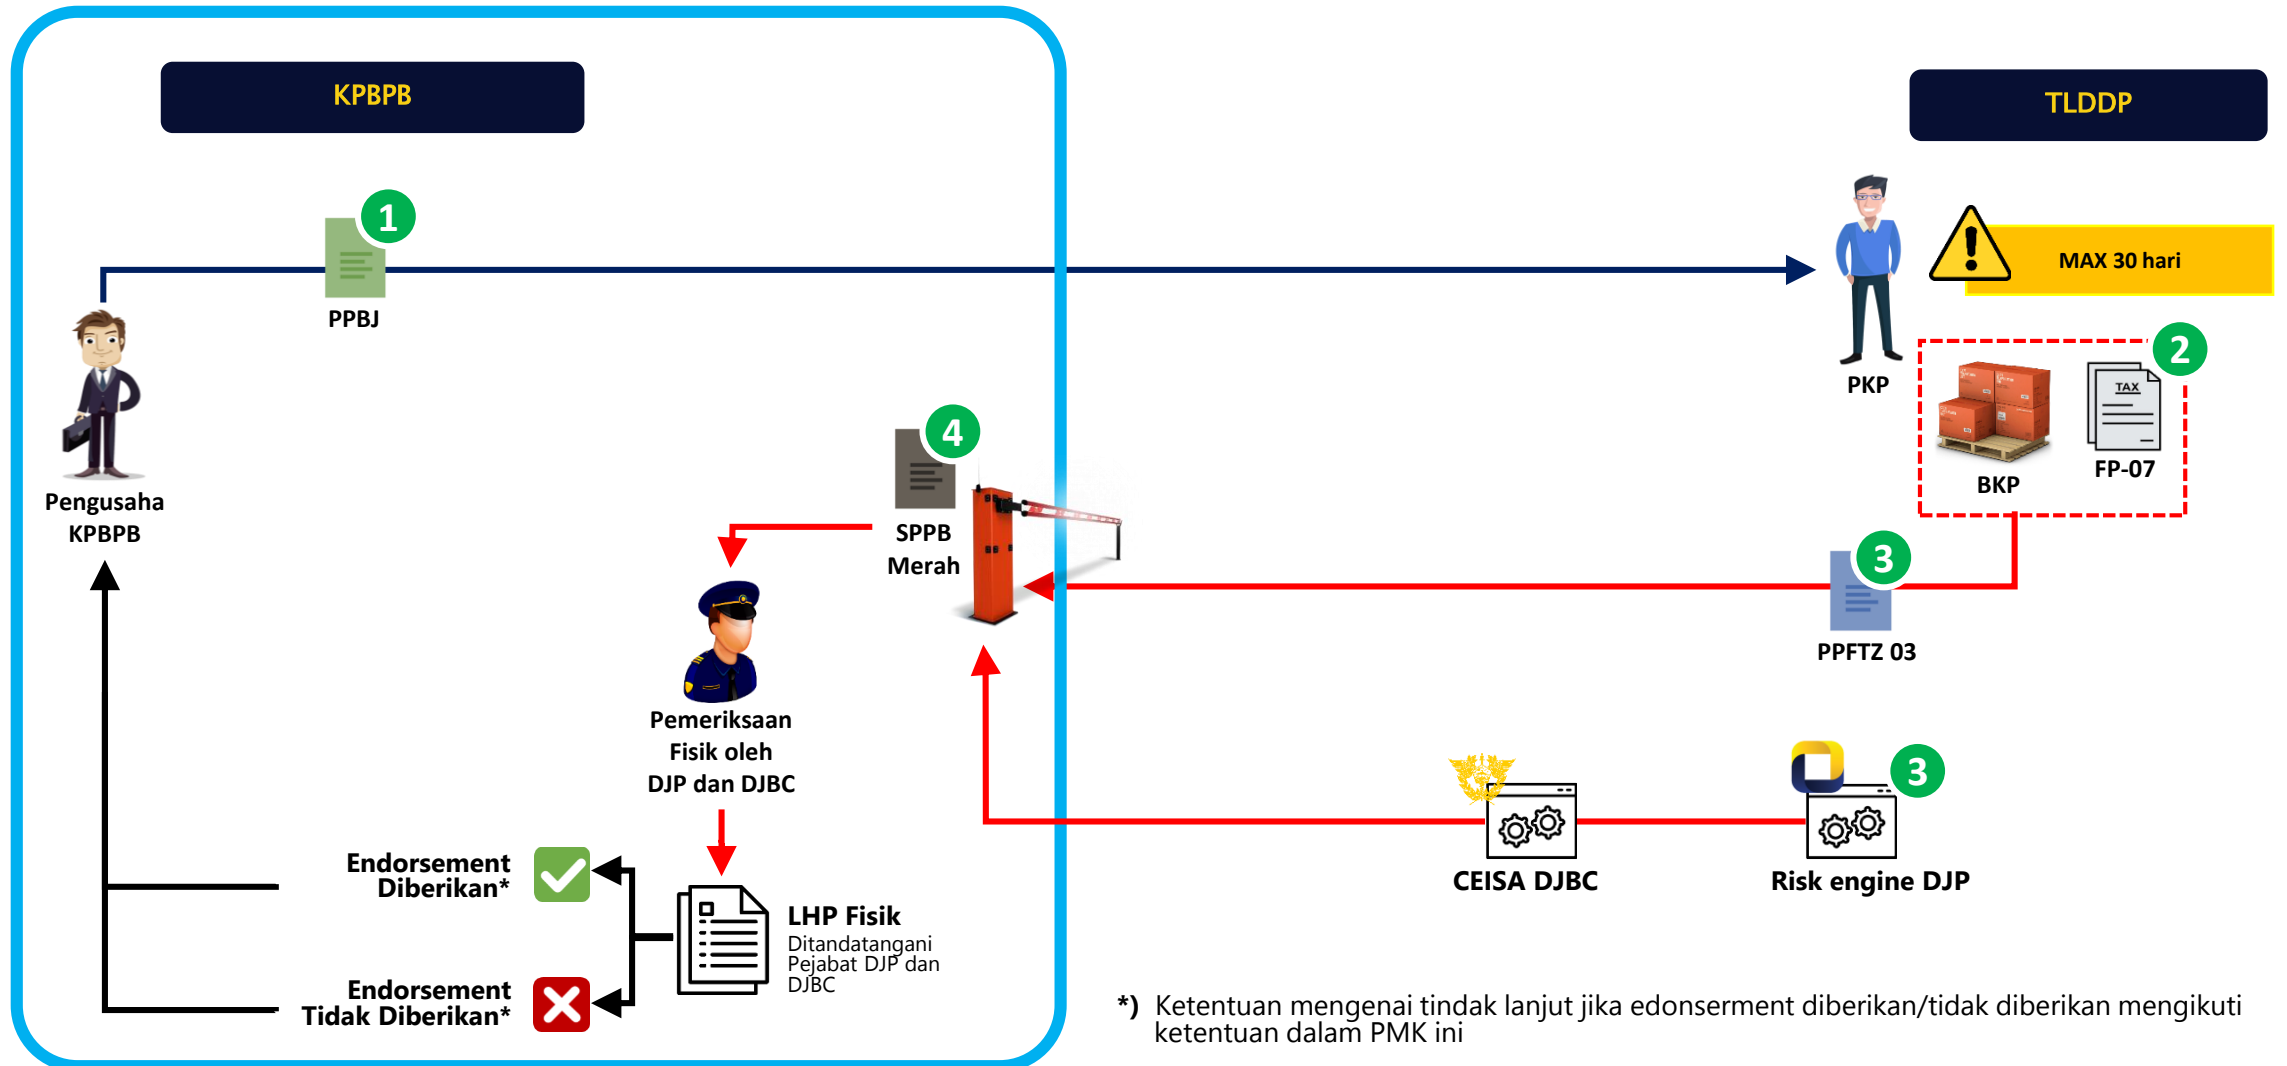 KPBPB
TLDDP
1
PPBJ
MAX 30 hari
PKP
2
TAX
BKP
FP-07
Pengusaha
KPBPB
4
SPPB
Merah
3
PPFTZ 03
Pemeriksaan
Fisik oleh
DJP dan DJBC
3
CEISA DJBC
Risk engine DJP
Endorsement
Diberikan*
LHP Fisik
Ditandatangani
Pejabat DJP dan
DJBC
Endorsement
Tidak Diberikan*
*) Ketentuan mengenai tindak lanjut jika edonserment diberikan/tidak diberikan mengikuti
ketentuan dalam PMK ini